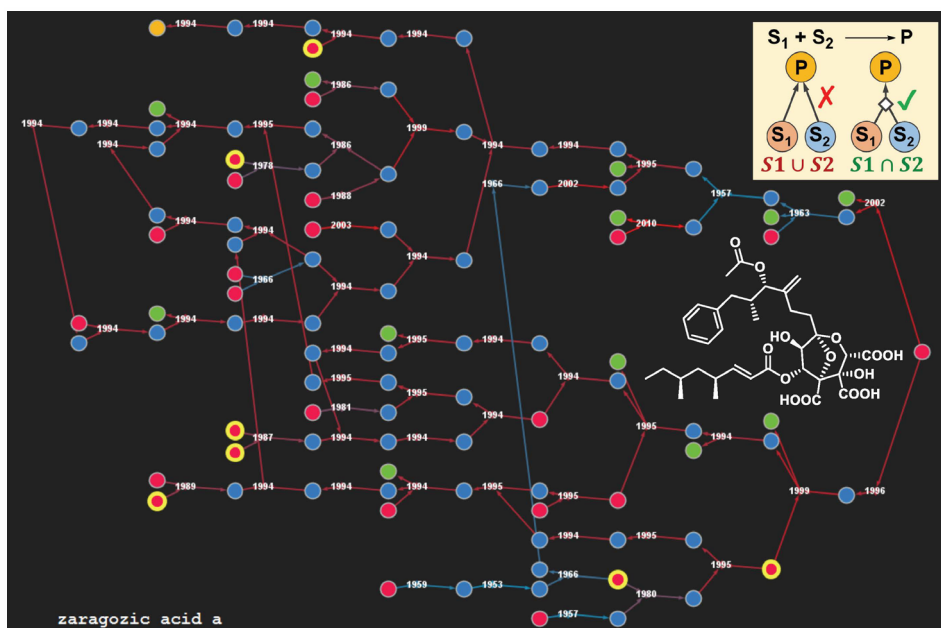 S₁ + S₂ → P
P P
✗ ✓
S₁ S₂ S₁ S₂
S1 ∪ S2 S1 ∩ S2
1994 1994
1994 1994
1986
1994 1994 1994 1995 1999
1994 1986 1994 1994
1978 1995
1966 2002 1957
1988 1953 2002
1994 1994 2003 2010
1994 1994
1966
1994 1994 1994
1995 1994
1995 1994
1995
1981
1987 1994 1994 1994 1995 1994
1989 1994 1994 1994 1995 1995 1999 1996
1994 1995
1995
1959 1953 1966
1957 1980
O
O
HO O
O
COOH
O OH
O
HOOC COOH
zaragozic acid a